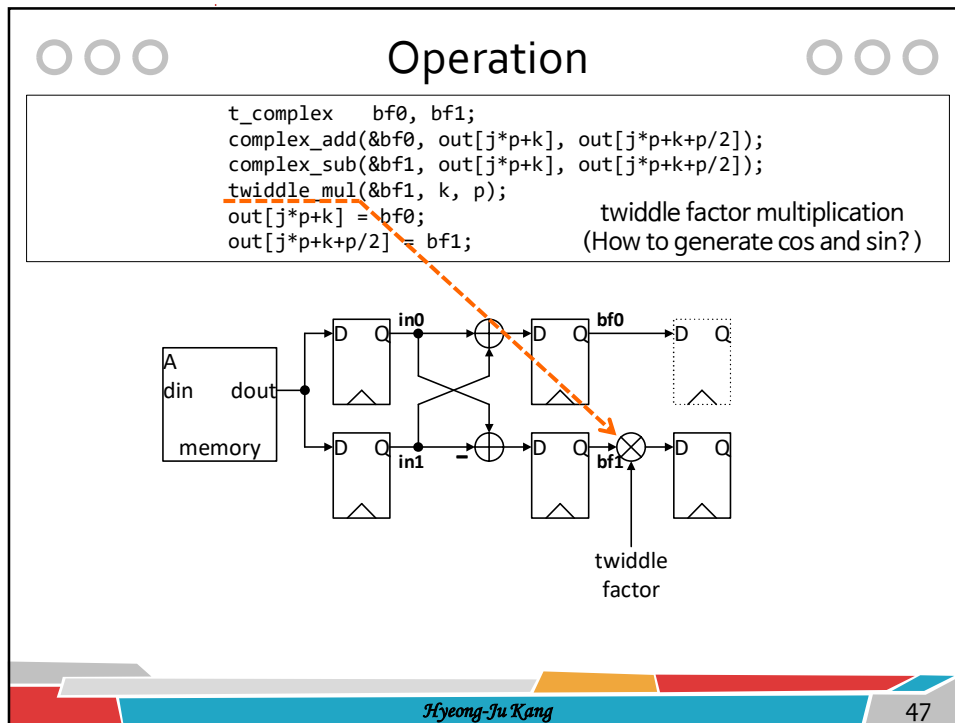 Operation
t_complex bf0, bf1;
complex_add(&bf0, out[j*p+k], out[j*p+k+p/2]);
complex_sub(&bf1, out[j*p+k], out[j*p+k+p/2]);
twiddle_mul(&bf1, k, p);
out[j*p+k] = bf0;
out[j*p+k+p/2] = bf1;
twiddle factor multiplication
(How to generate cos and sin?)
A
din dout
memory
D Q
in0
D Q
bf0
D Q
D Q
in1
-
D Q
bf1
D Q
twiddle
factor
Hyeong-Ju Kang
47